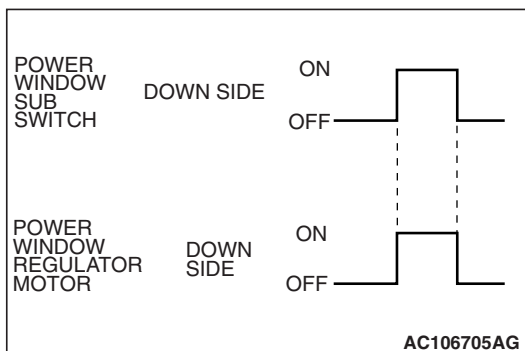 POWER
WINDOW
SUB
SWITCH
DOWN SIDE
ON
OFF
POWER
WINDOW
REGULATOR
MOTOR
DOWN
SIDE
ON
OFF
AC106705AG